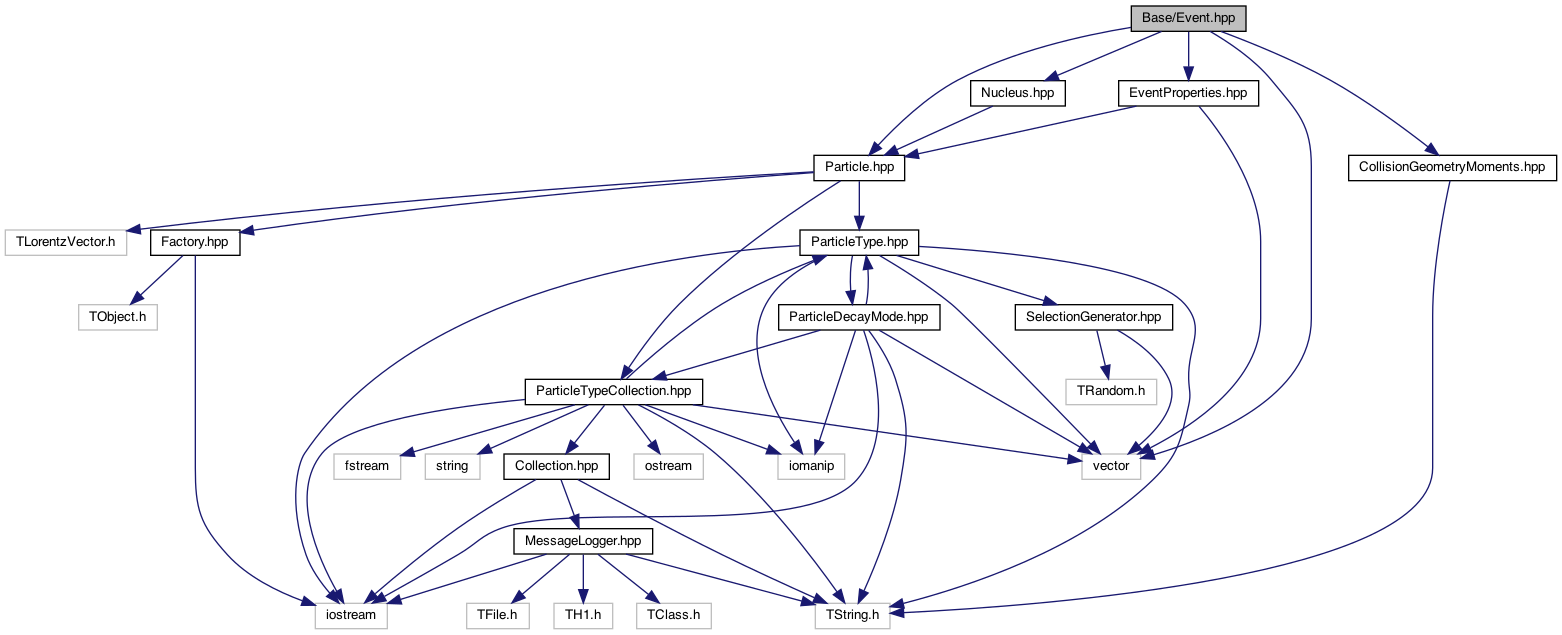 Base/Event.hpp
Nucleus.hpp
EventProperties.hpp
Particle.hpp
CollisionGeometryMoments.hpp
TLorentzVector.h
Factory.hpp
ParticleType.hpp
TObject.h
ParticleDecayMode.hpp
SelectionGenerator.hpp
ParticleTypeCollection.hpp
TRandom.h
fstream
string
Collection.hpp
ostream
iomanip
vector
MessageLogger.hpp
iostream
TFile.h
TH1.h
TClass.h
TString.h